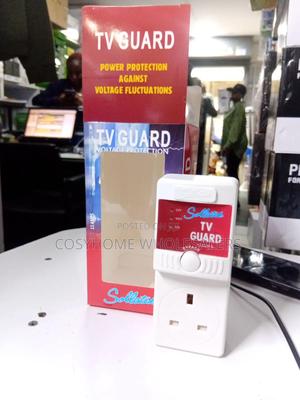 TV GUARD
POWER PROTECTION
AGAINST
VOLTAGE FLUCTUATIONS
TV GUARD
VOLTAGE PROTECTION
POSTED ON
COSYHOME WHOLESALERS
Sollatek
TV
GUARD
Sollatek